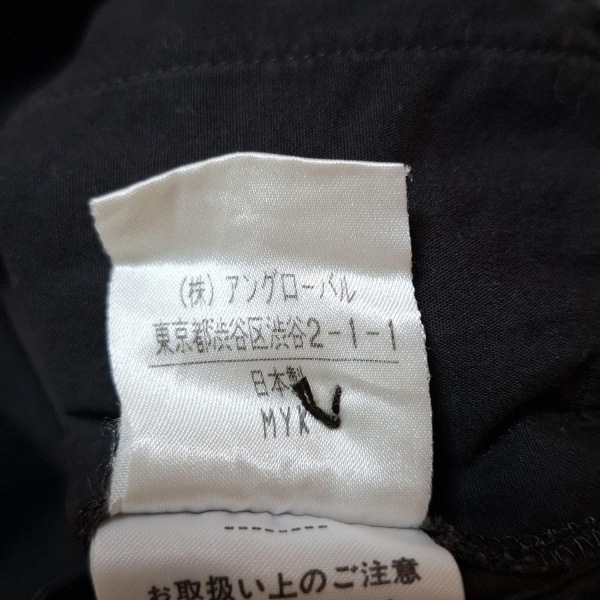 (株)アングローバル
東京都渋谷区渋谷2-1-1
日本製
MYK
--------
お取扱い上のご注意